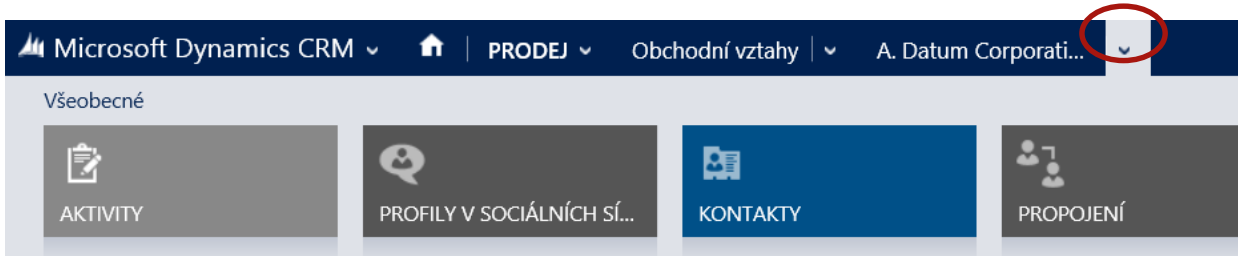 Microsoft Dynamics CRM PRODEJ Obchodní vztahy A. Datum Corporati...
Všeobecné
AKTIVITY PROFILY V SOCIÁLNÍCH SÍ... KONTAKTY PROPOJENÍ